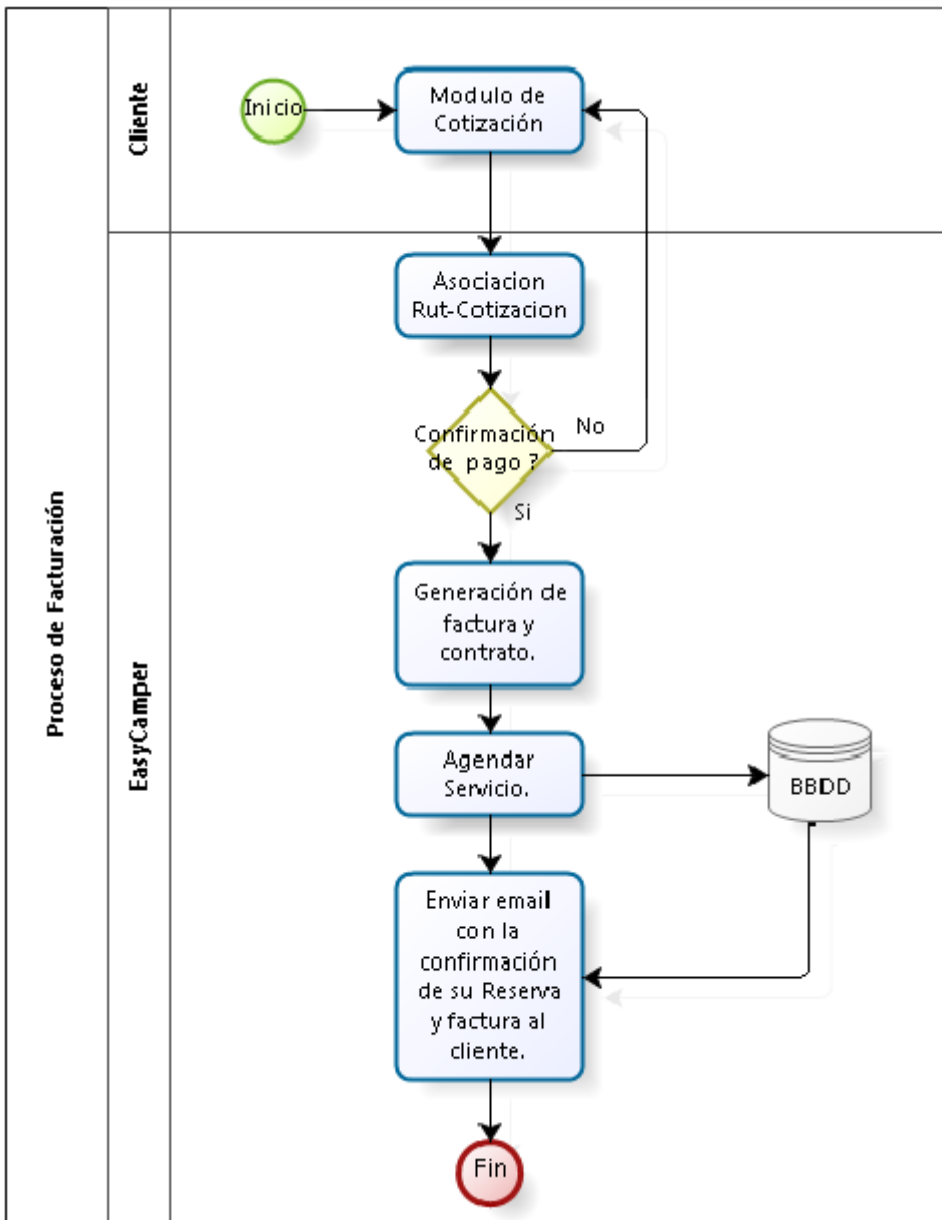 Proceso de Facturación
Cliente
Inicio
Modulo de
Cotización
EasyCamper
Asociacion
Rut-Cotizacion
Confirmación
de pago ?
No
Si
Generación de
factura y
contrato.
Agendar
Servicio.
BBDD
Enviar email
con la
confirmación
de su Reserva
y factura al
cliente.
Fin